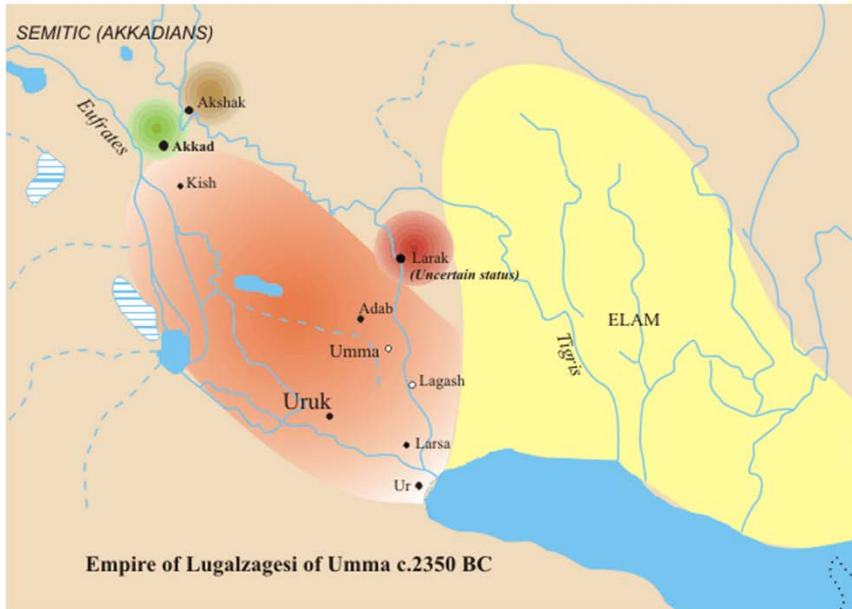 SEMITIC (AKKADIANS)
Eufrates
Akshak
Akkad
Kish
Larak
(Uncertain status)
Adab
Umma
Lagash
Uruk
Larsa
Ur
Tigris
ELAM
Empire of Lugalzagesi of Umma c.2350 BC